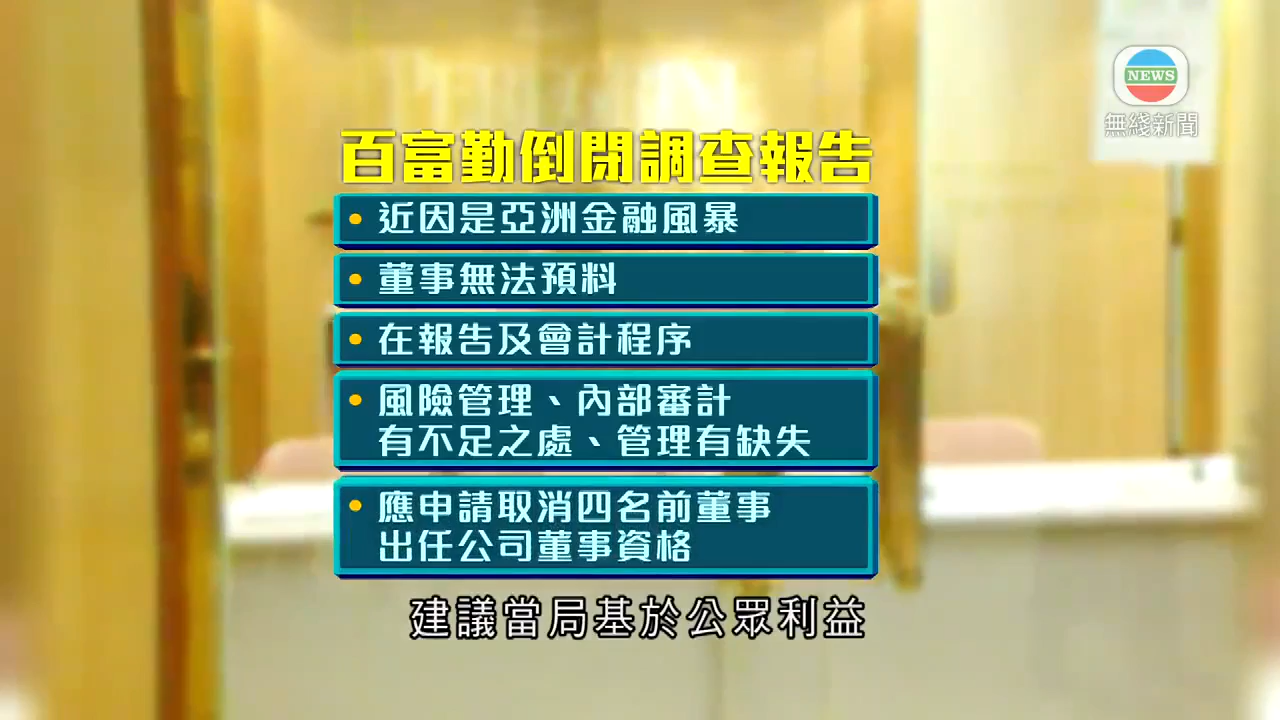 NEWS
無綫新聞
百富勤倒閉調查報告
• 近因是亞洲金融風暴
• 董事無法預料
• 在報告及會計程序
• 風險管理、內部審計
有不足之處、管理有缺失
• 應申請取消四名前董事
出任公司董事資格
建議當局基於公眾利益